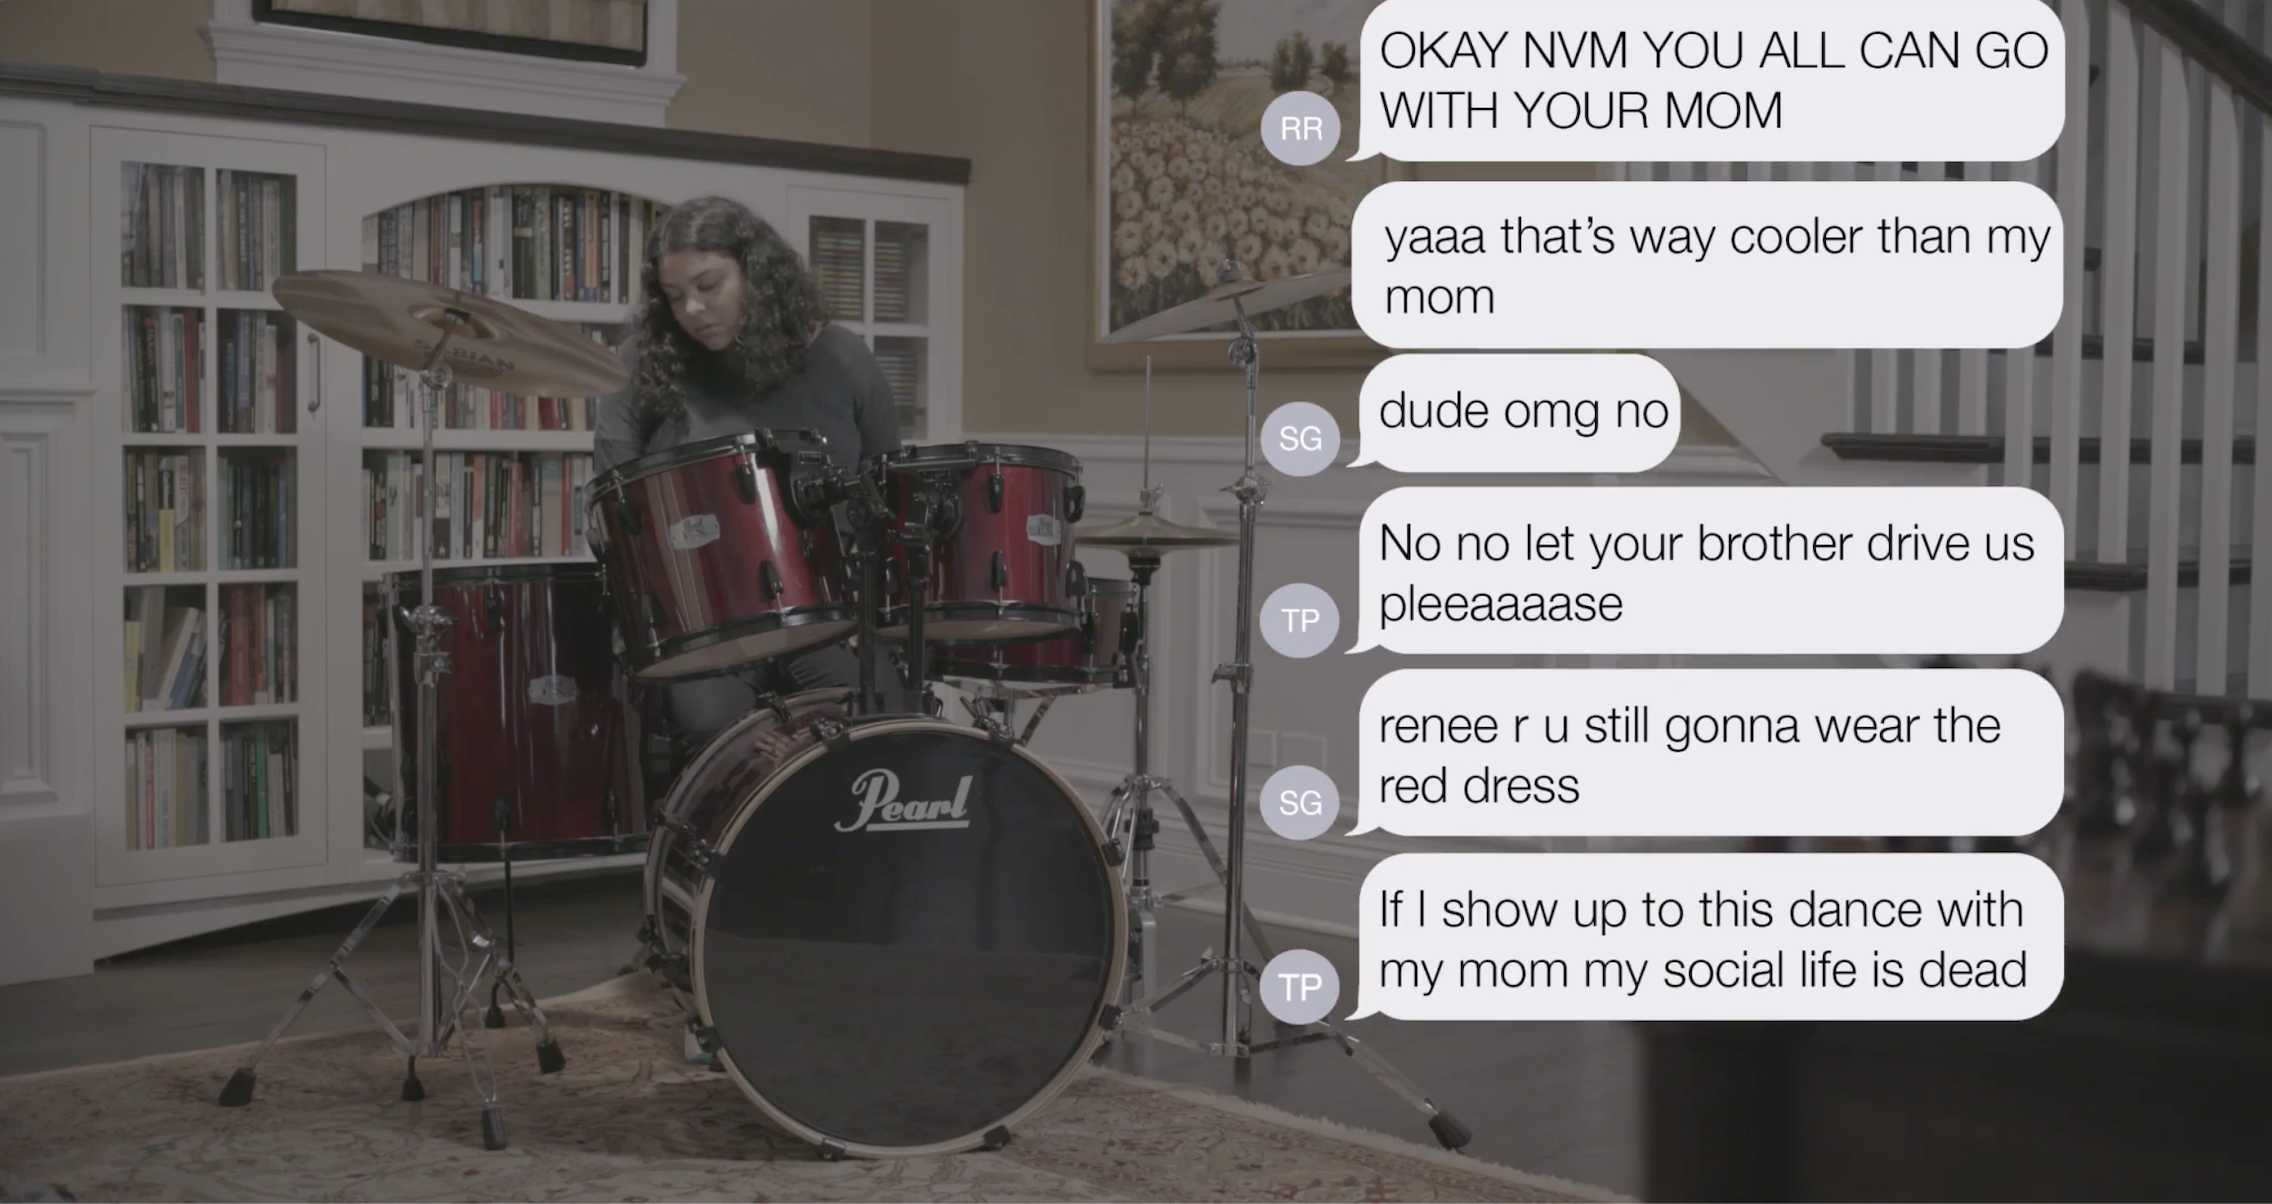 OKAY NVM YOU ALL CAN GO
WITH YOUR MOM
RR
yaaa that’s way cooler than my
mom
dude omg no
SG
No no let your brother drive us
pleeaaaase
TP
renee r u still gonna wear the
red dress
SG
If I show up to this dance with
my mom my social life is dead
TP
SABIAN
Pearl